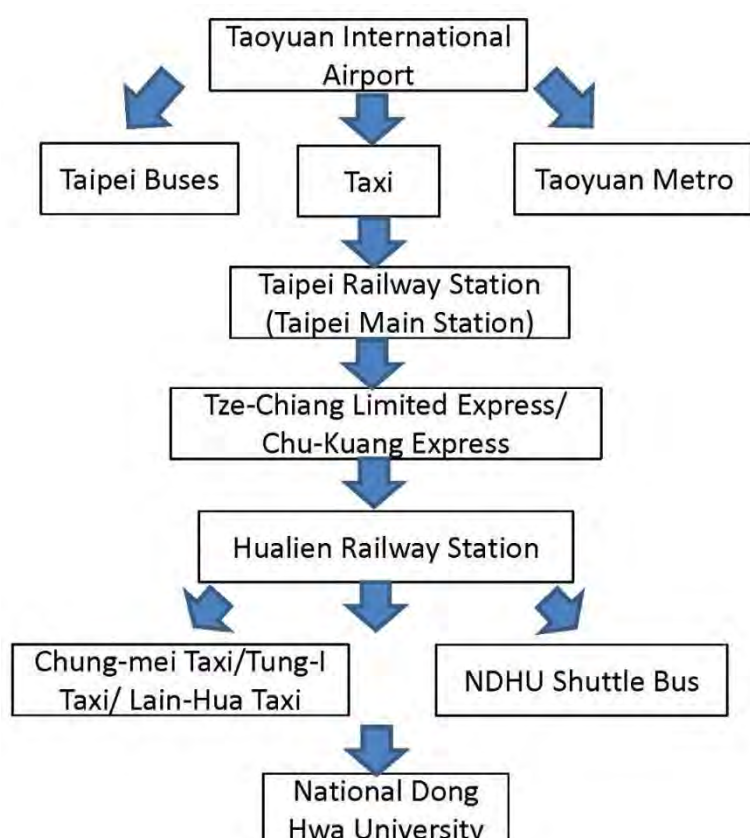 Taoyuan International
Airport
Taipei Buses
Taxi
Taoyuan Metro
Taipei Railway Station
(Taipei Main Station)
Tze-Chiang Limited Express/
Chu-Kuang Express
Hualien Railway Station
Chung-mei Taxi/Tung-I
Taxi/ Lain-Hua Taxi
NDHU Shuttle Bus
National Dong
Hwa University